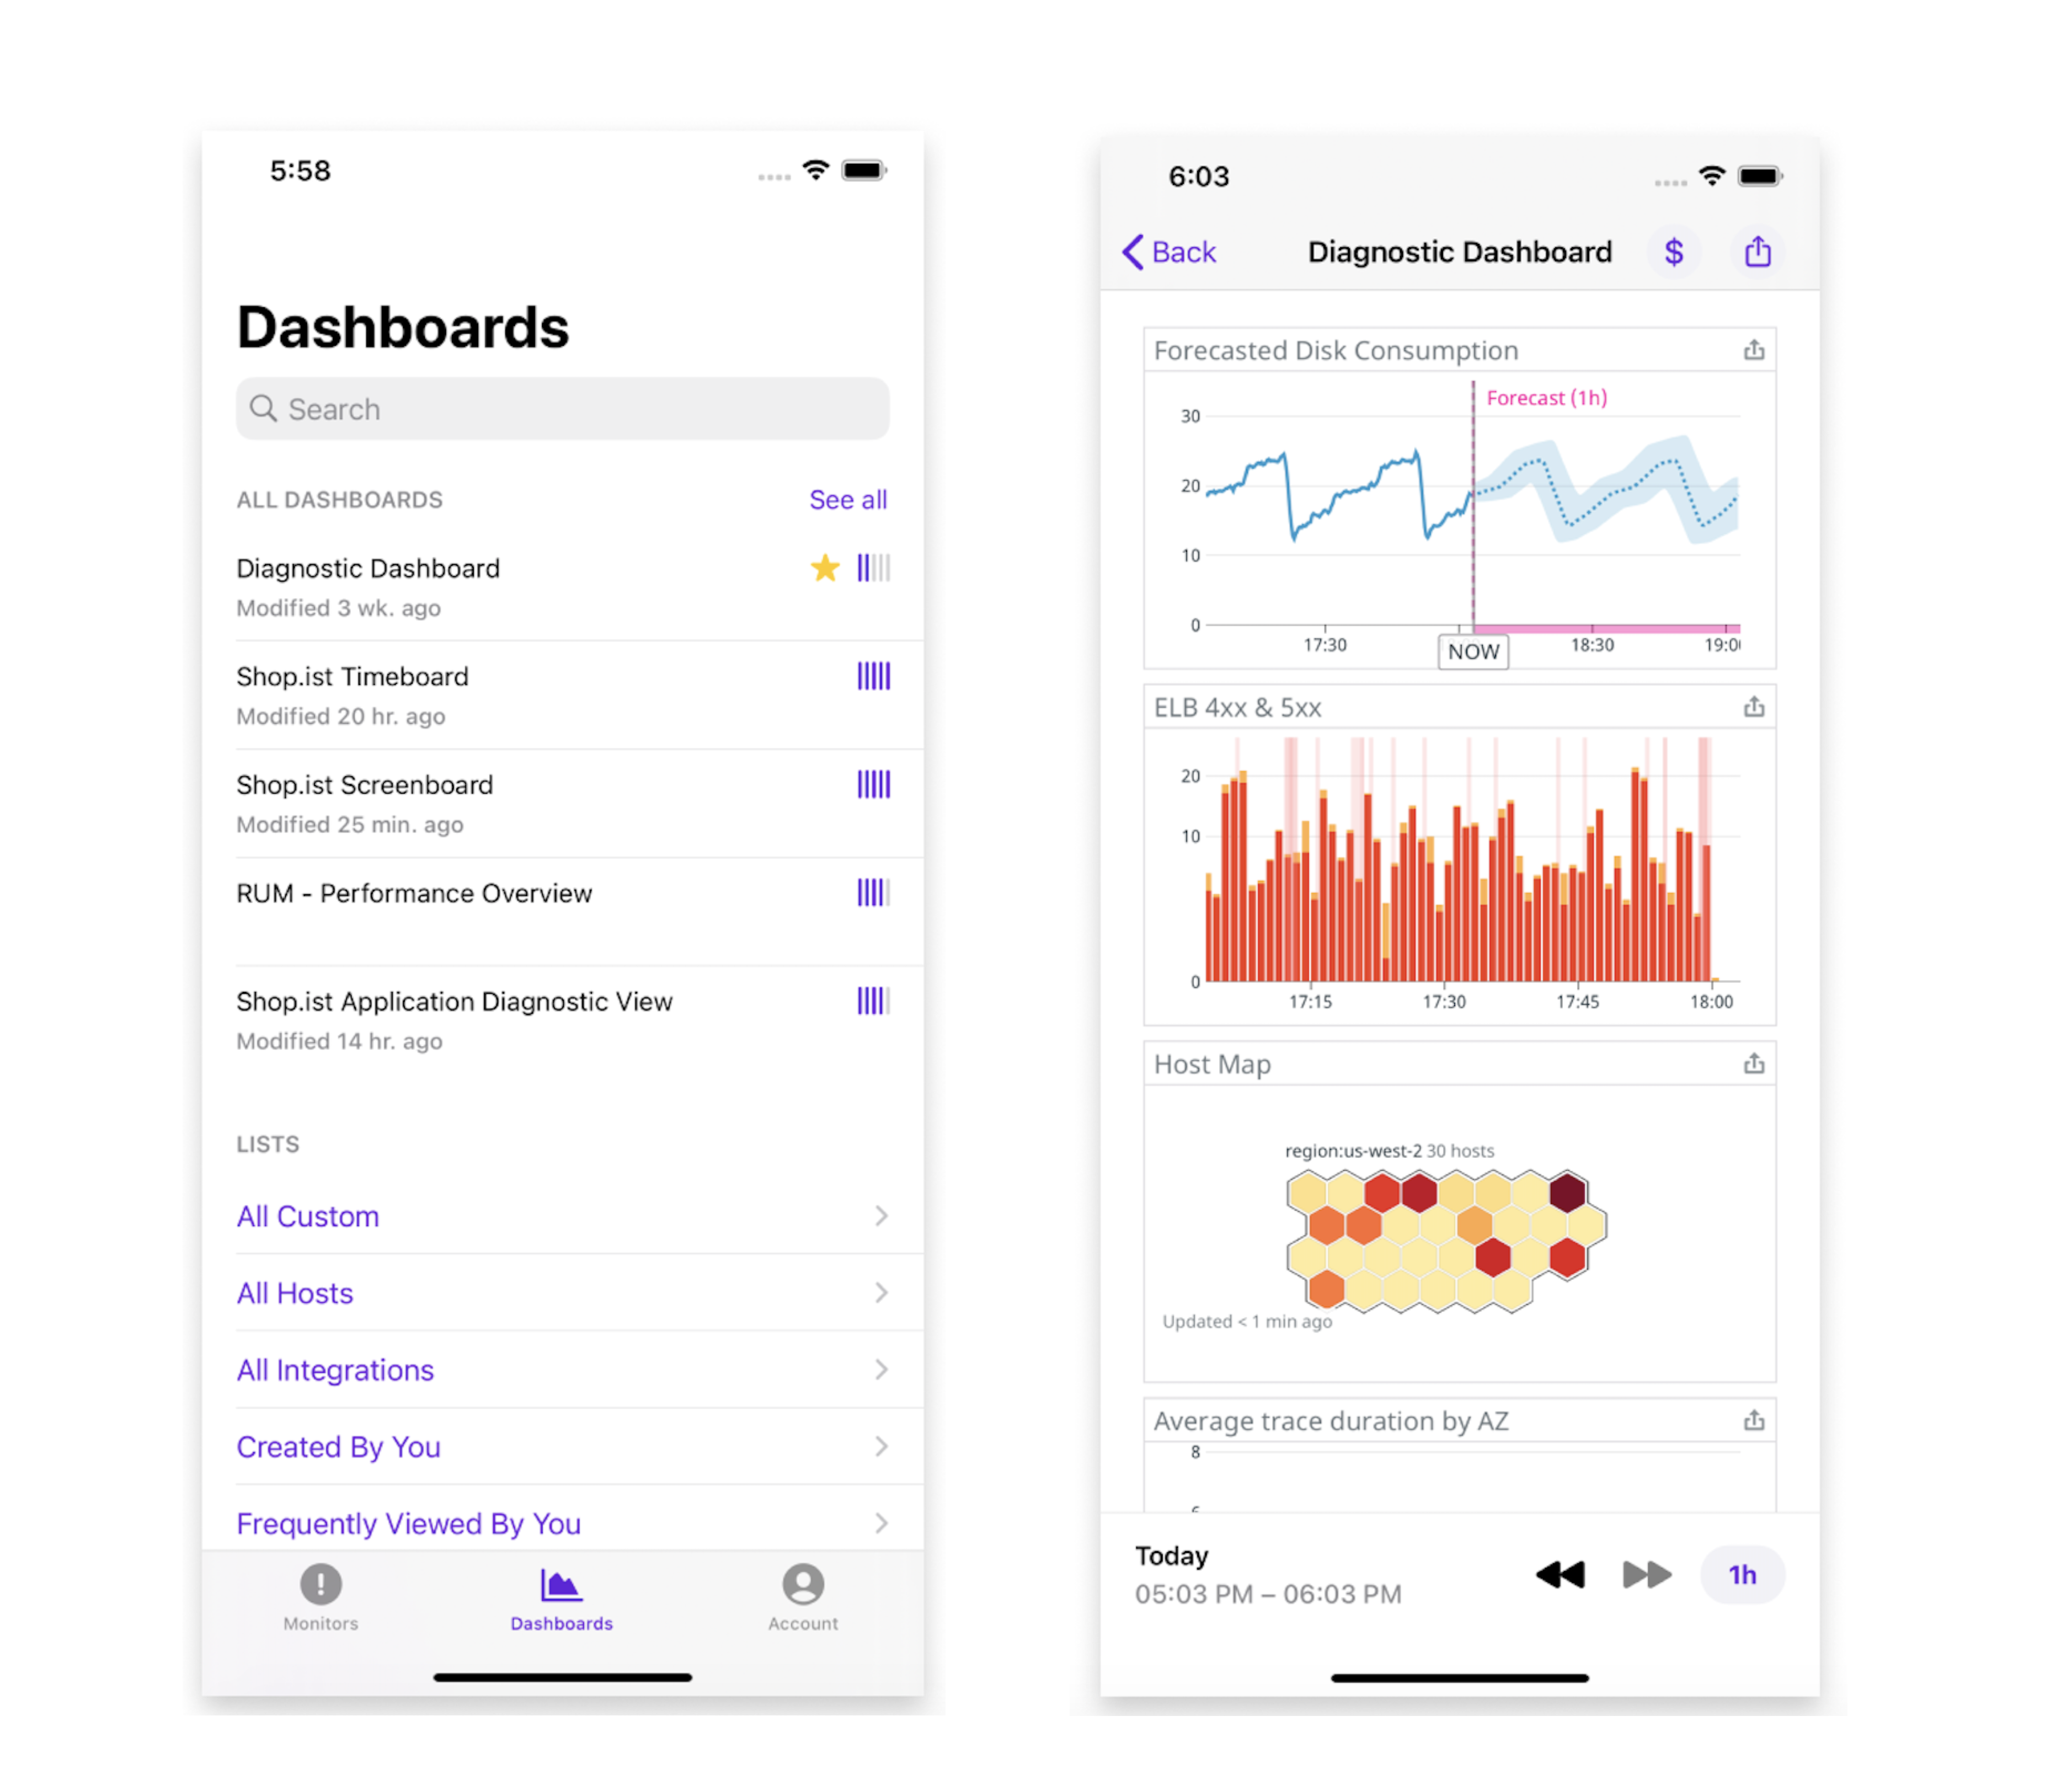 5:58
Dashboards
Search
ALL DASHBOARDS See all
Diagnostic Dashboard
Modified 3 wk. ago
Shop.ist Timeboard
Modified 20 hr. ago
Shop.ist Screenboard
Modified 25 min. ago
RUM - Performance Overview
Shop.ist Application Diagnostic View
Modified 14 hr. ago
LISTS
All Custom
All Hosts
All Integrations
Created By You
Frequently Viewed By You
Monitors Dashboards Account
6:03
Back Diagnostic Dashboard $
Forecasted Disk Consumption
Forecast (1h)
30
20
10
0
17:30 NOW 18:30 19:0
ELB 4xx & 5xx
20
10
0
17:15 17:30 17:45 18:00
Host Map
region:us-west-2 30 hosts
Updated < 1 min ago
Average trace duration by AZ
8
Today
05:03 PM – 06:03 PM
1h